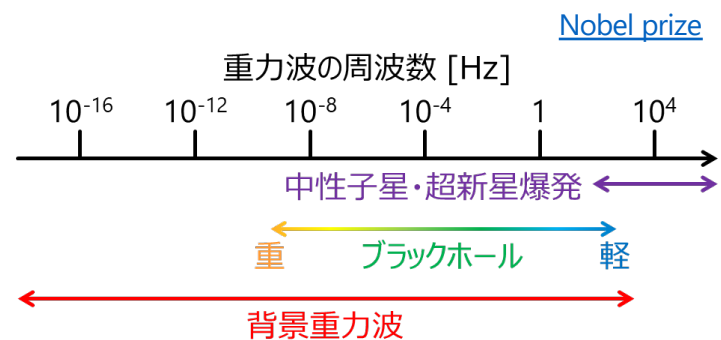 Nobel prize
重力波の周波数 [Hz]
10-16 10-12 10-8 10-4 1 104
中性子星・超新星爆発
重 ブラックホール 軽
背景重力波